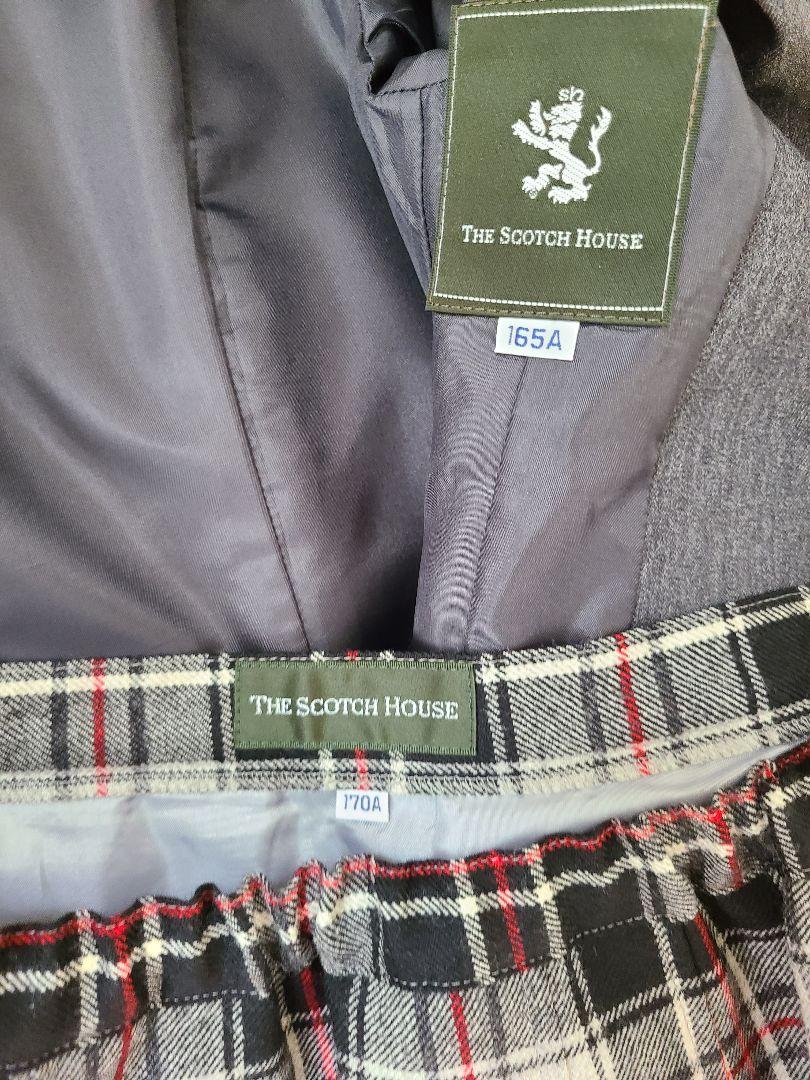 sh
®
THE SCOTCH HOUSE
165A
THE SCOTCH HOUSE
170A